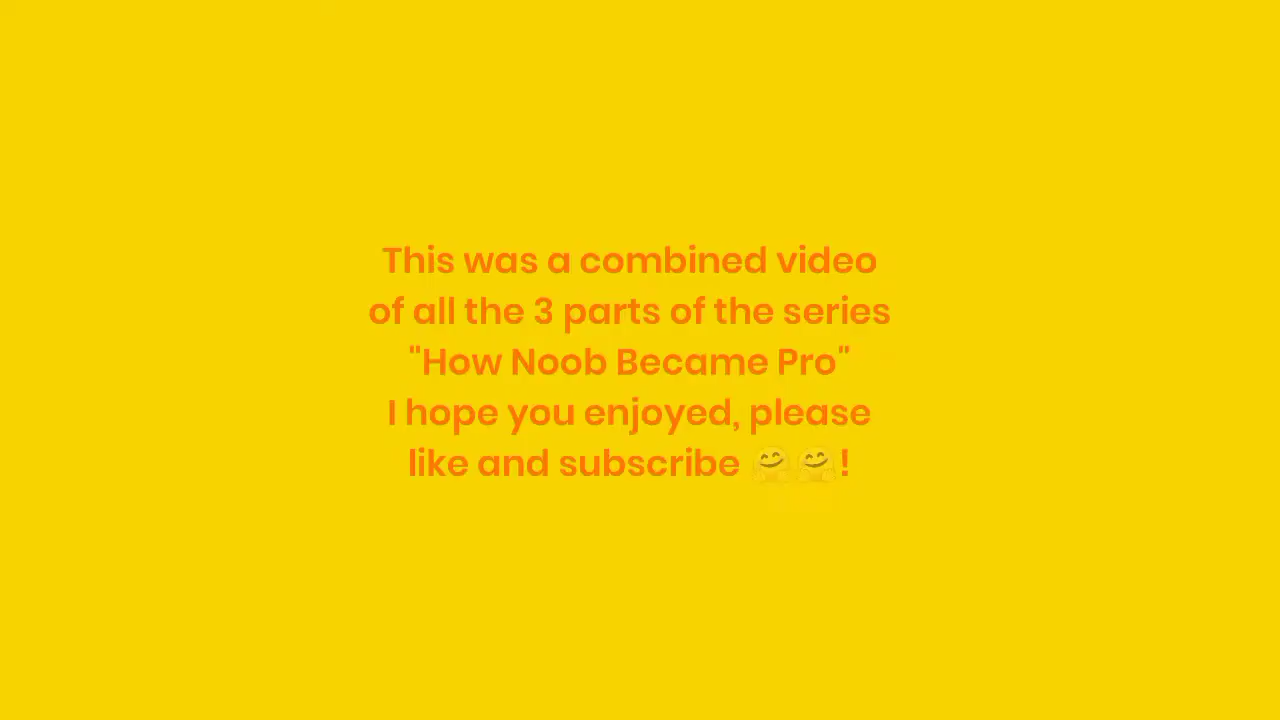 This was a combined video
of all the 3 parts of the series
"How Noob Became Pro"
I hope you enjoyed, please
like and subscribe 🤗🤗!